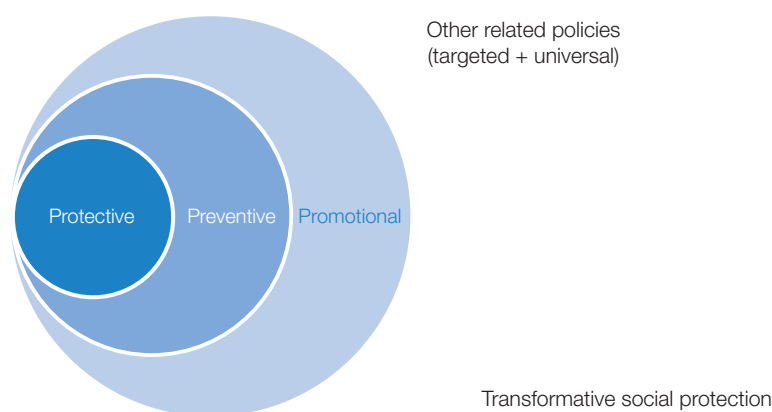 Other related policies
(targeted + universal)
Protective
Preventive
Promotional
Transformative social protection